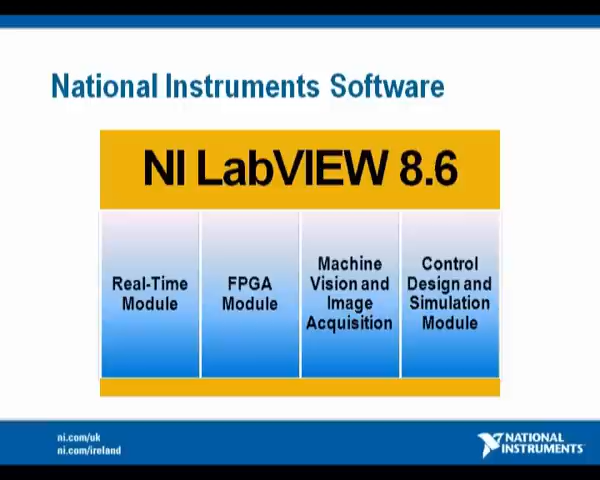 National Instruments Software
NI LabVIEW 8.6
Real-Time
Module
FPGA
Module
Machine
Vision and
Image
Acquisition
Control
Design and
Simulation
Module
ni.com/uk
ni.com/ireland
NATIONAL
INSTRUMENTS